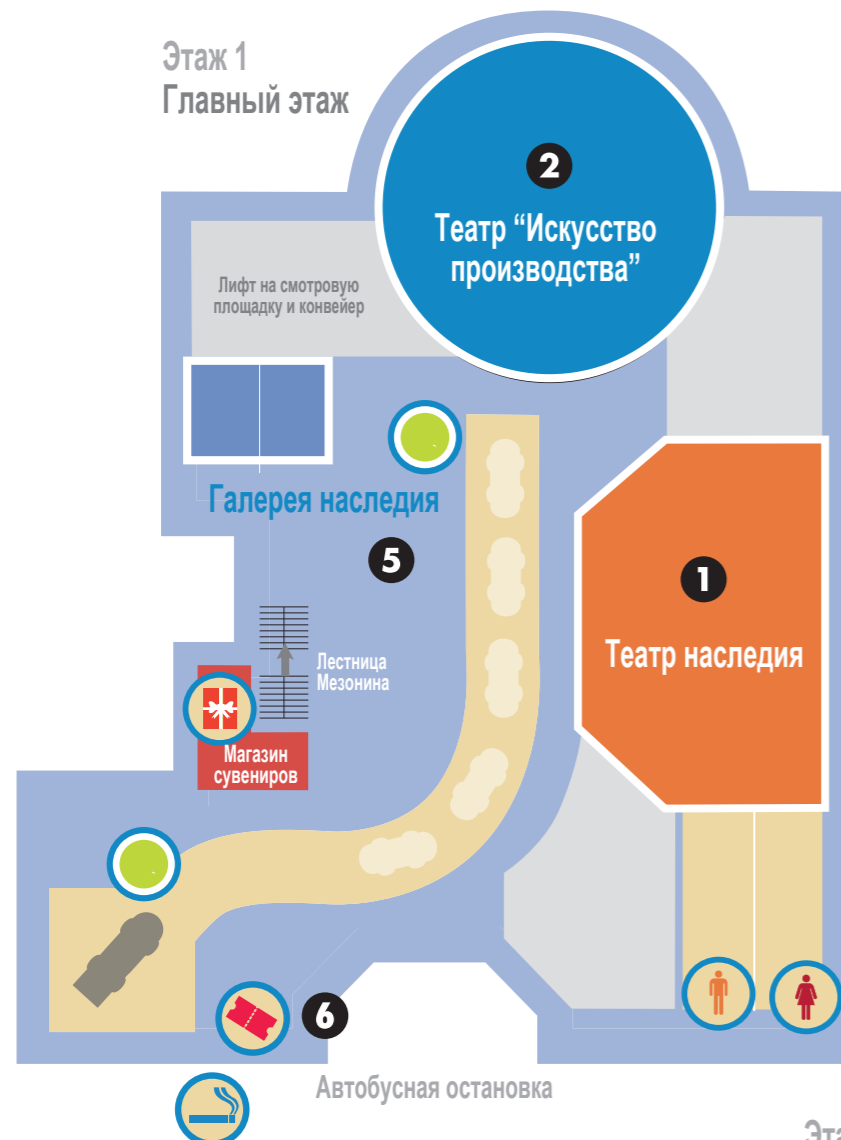 Этаж 1
Главный этаж
2
Театр “Искусство
производства”
Лифт на смотровую
площадку и конвейер
Галерея наследия
5
1
Театр наследия
Лестница
Мезонина
Магазин
сувениров
6
Автобусная остановка
Эта